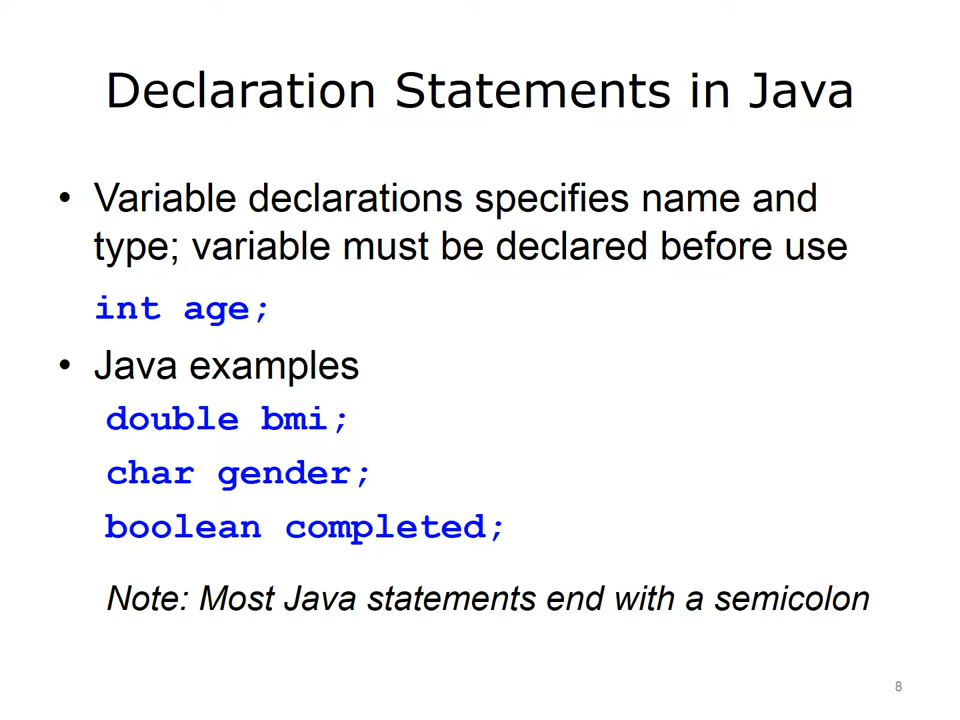 Declaration Statements in Java
• Variable declarations specifies name and
type; variable must be declared before use
int age;
• Java examples
double bmi;
char gender;
boolean completed;
Note: Most Java statements end with a semicolon
8